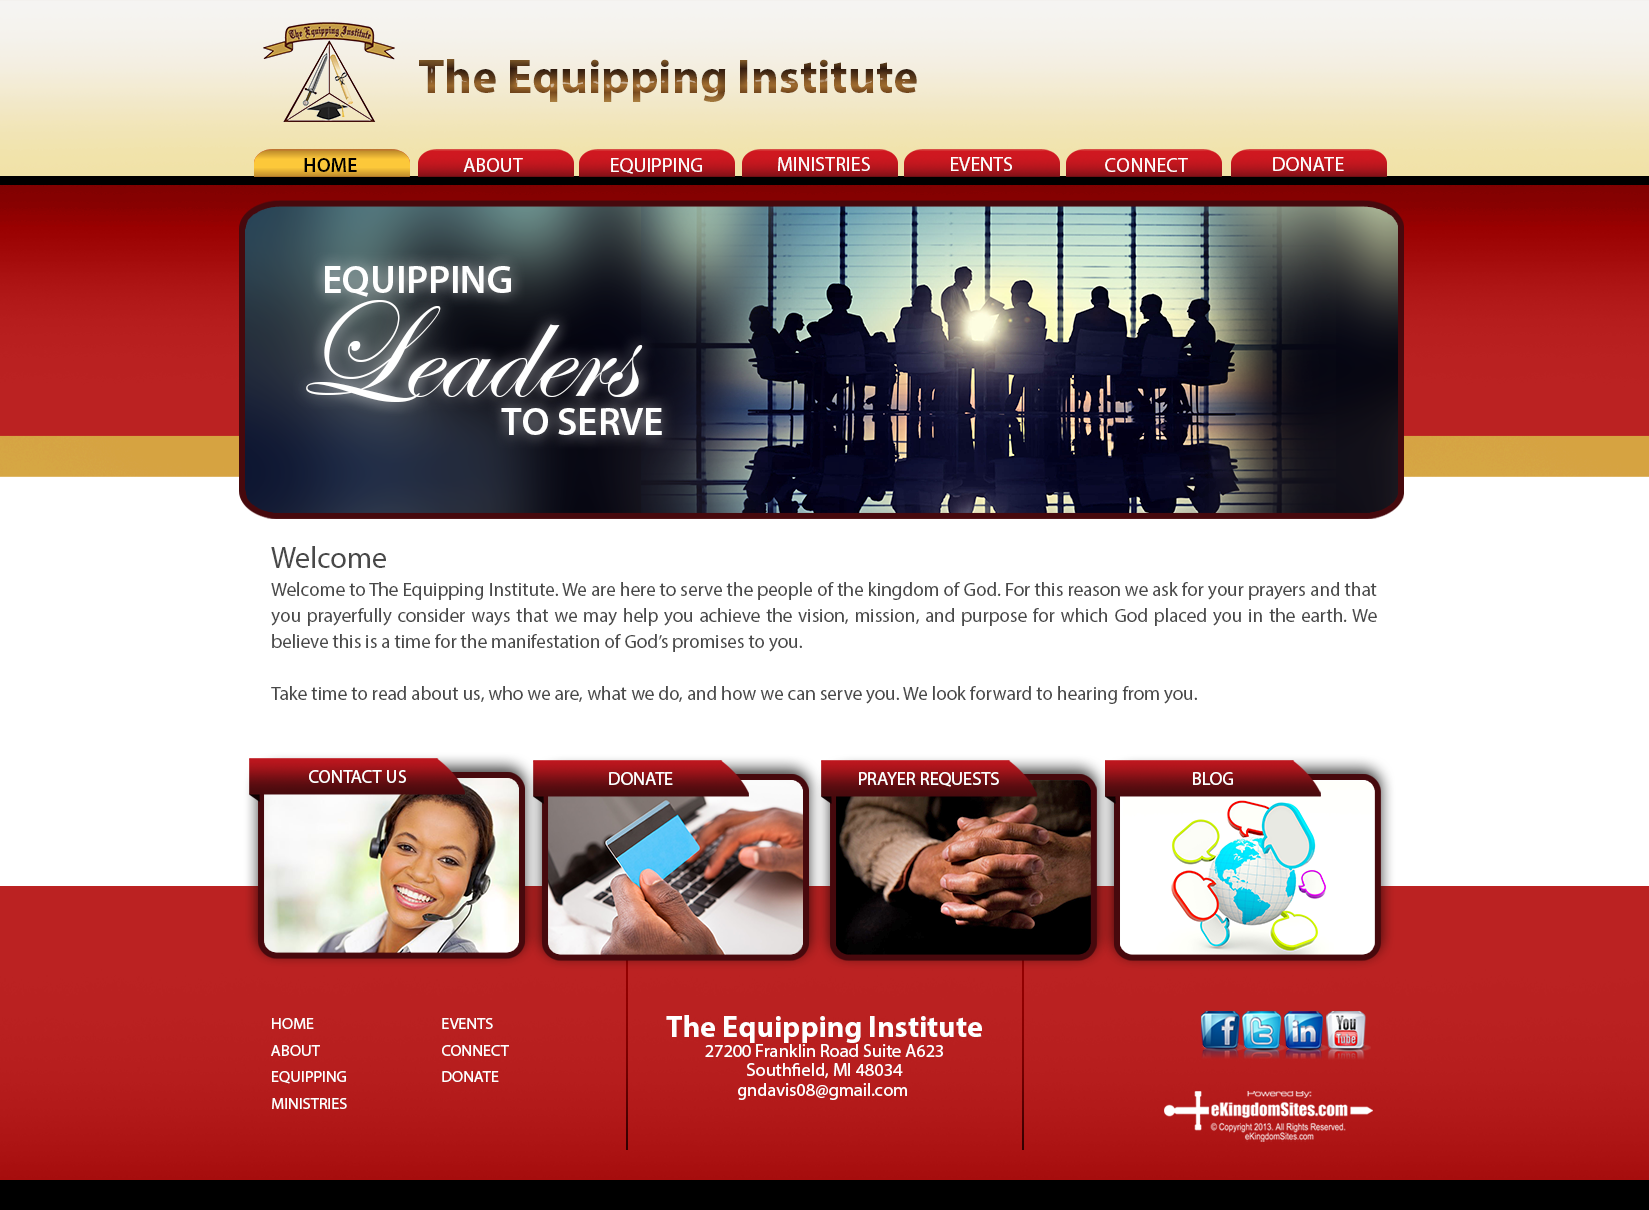 The Equipping Institute
The Equipping Institute
HOME
ABOUT
EQUIPPING
MINISTRIES
EVENTS
CONNECT
DONATE
EQUIPPING
Leaders
TO SERVE
Welcome
Welcome to The Equipping Institute. We are here to serve the people of the kingdom of God. For this reason we ask for your prayers and that
you prayerfully consider ways that we may help you achieve the vision, mission, and purpose for which God placed you in the earth. We
believe this is a time for the manifestation of God's promises to you.
Take time to read about us, who we are, what we do, and how we can serve you. We look forward to hearing from you.
CONTACT US
DONATE
PRAYER REQUESTS
BLOG
HOME
ABOUT
EQUIPPING
MINISTRIES
EVENTS
CONNECT
DONATE
The Equipping Institute
27200 Franklin Road Suite A623
Southfield, MI 48034
gndavis08@gmail.com
f
t
in
You
Tube
Powered By:
eKingdomSites.com
© Copyright 2013. All Rights Reserved.
eKingdomSites.com